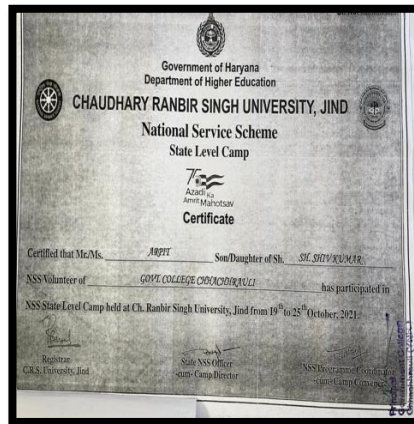 Government of Haryana
Department of Higher Education
CHAUDHARY RANBIR SINGH UNIVERSITY, JIND
National Service Scheme
State Level Camp
75
Azadi Ka
Amrit Mahotsav
Certificate
Certified that Mr./Ms. ARPIT Son/Daughter of Sh. SH. SHIV KUMAR
NSS Volunteer of GOVT. COLLEGE CHHACHHRAULI has participated in
NSS State Level Camp held at Ch. Ranbir Singh University, Jind from 19th to 25th October, 2021.
Registrar
C.R.S. University, Jind
State NSS Officer
-cum- Camp Director
NSS Programme Coordinator
-cum- Camp Convener